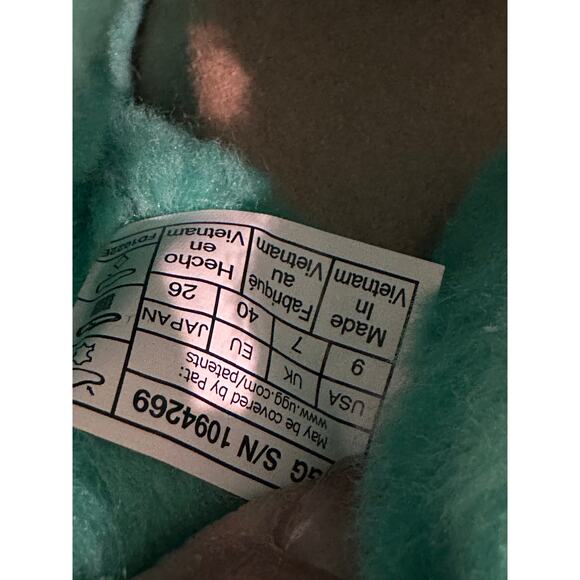 SG S/N 1094269
May be covered by Pat:
www.ugg.com/patents
USA UK EU JAPAN
9 7 40 26
Made Fabriqué Hecho
In au en
Vietnam Vietnam Vietnam